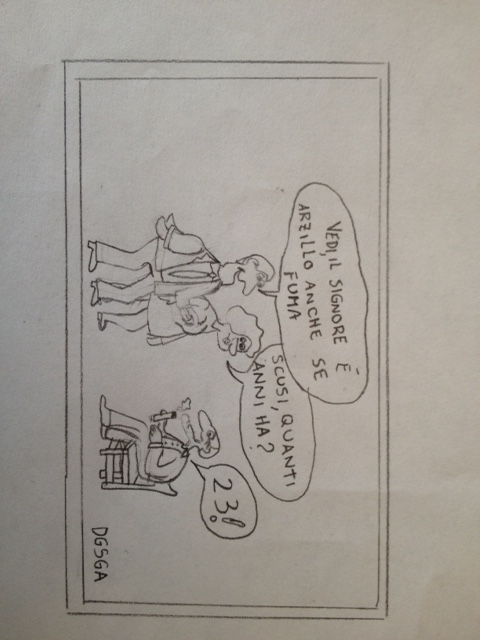 VEDI, IL SIGNORE È
ARZILLO ANCHE SE
FUMA
SCUSI, QUANTI
ANNI HA?
23!
DGSGA